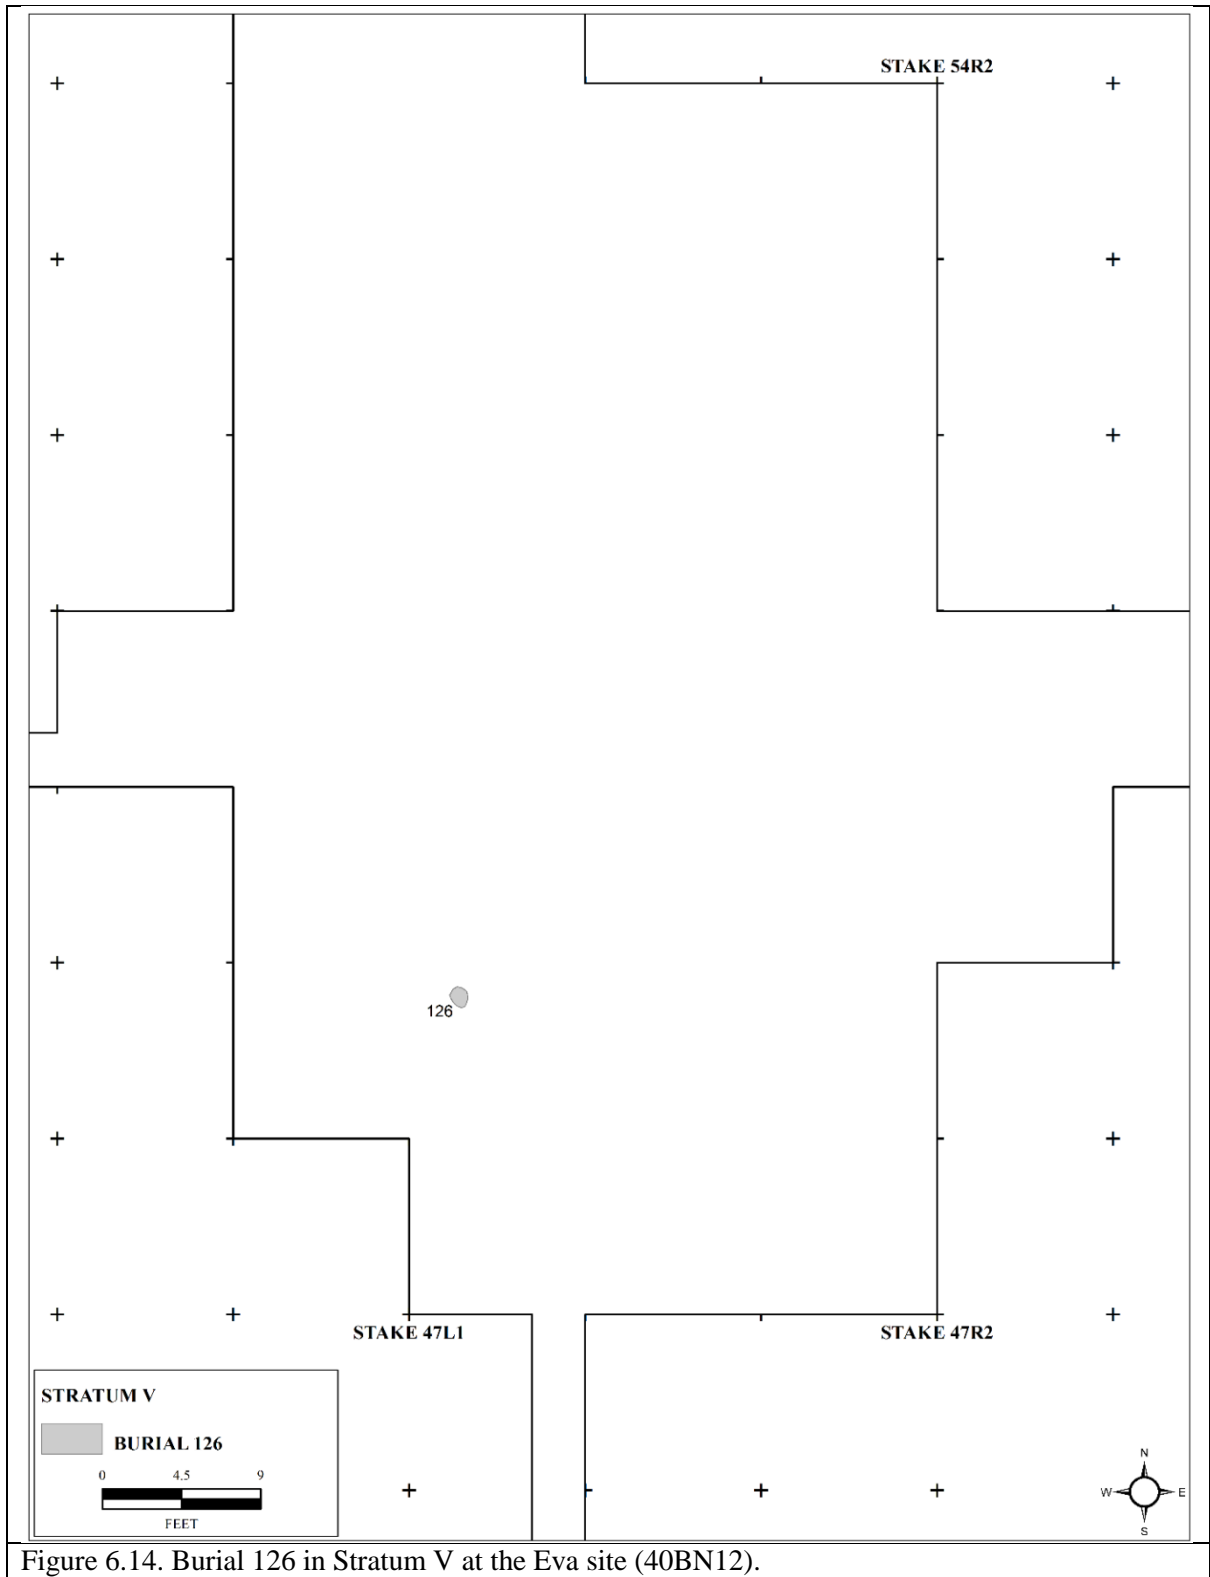 STAKE 54R2
126
STAKE 47L1
STAKE 47R2
STRATUM V
BURIAL 126
0 4.5 9
FEET
N
W E
S
Figure 6.14. Burial 126 in Stratum V at the Eva site (40BN12).